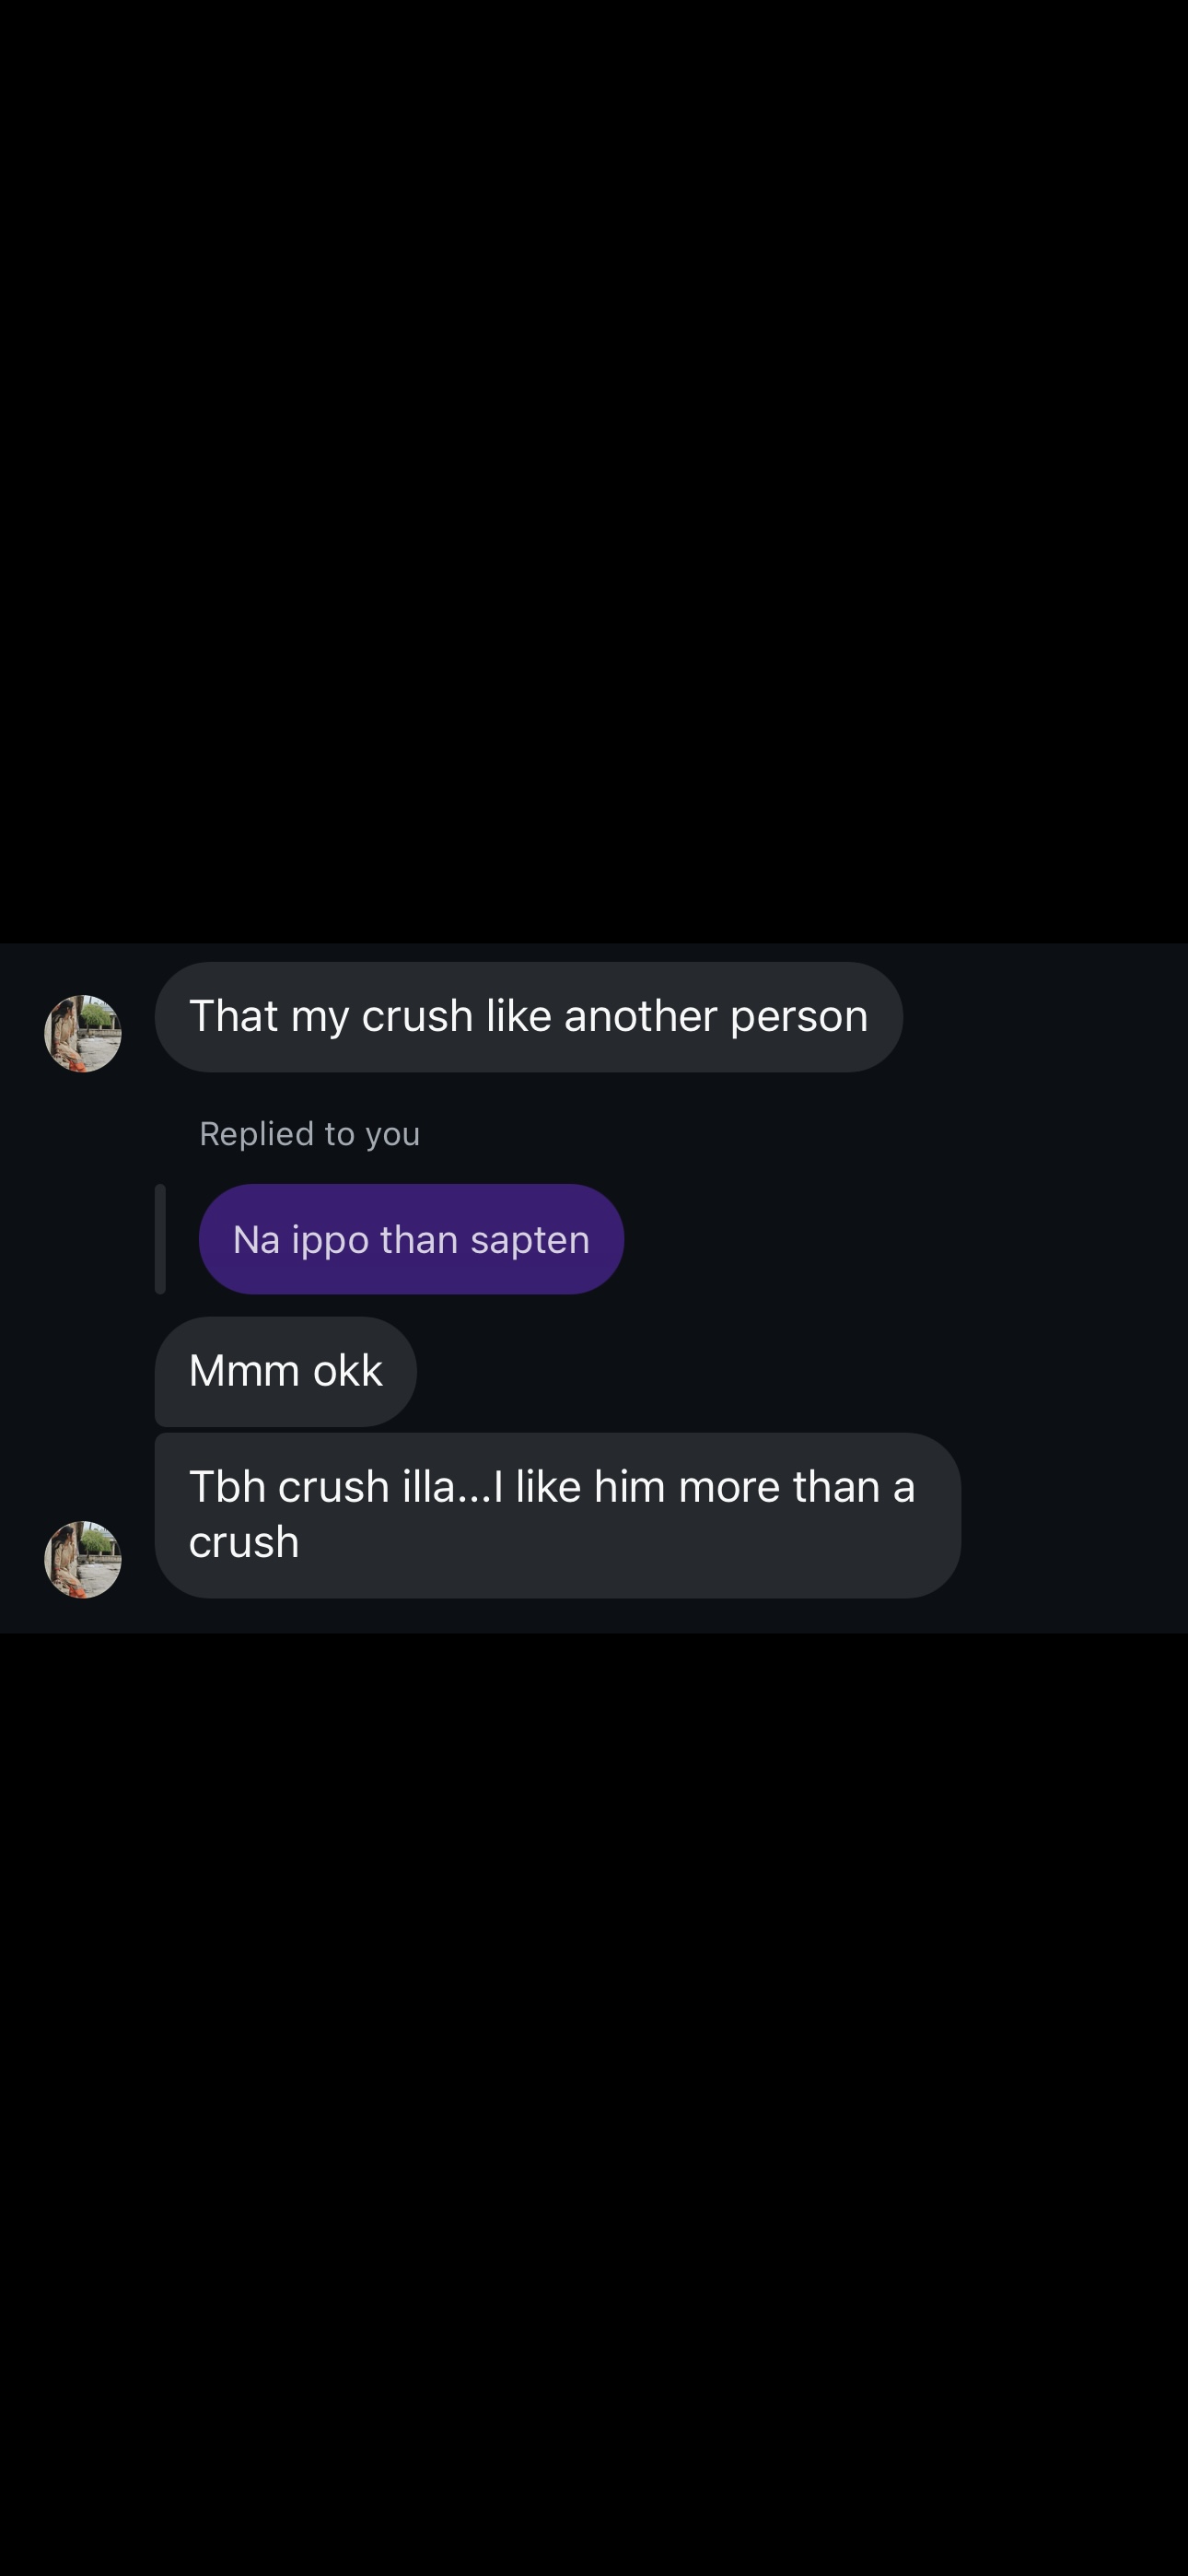 That my crush like another person
Replied to you
Na ippo than sapten
Mmm okk
Tbh crush illa...I like him more than a
crush